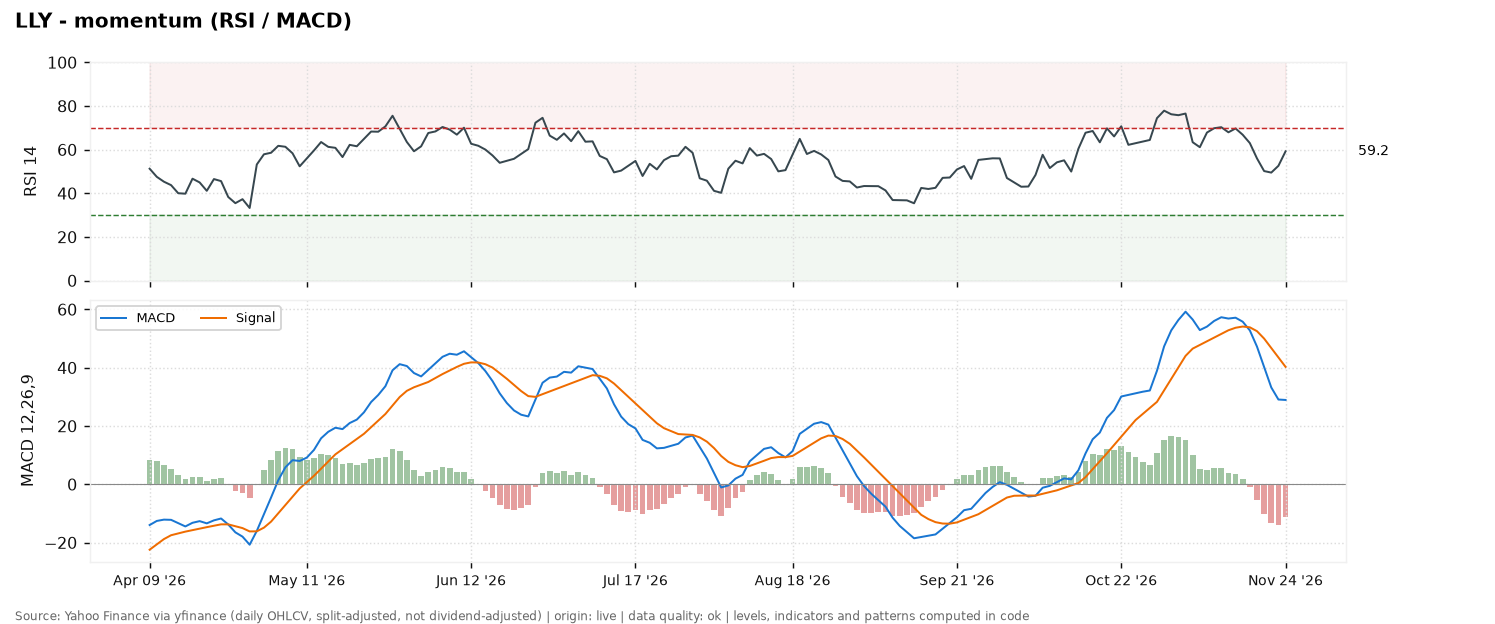 LLY - momentum (RSI / MACD)
100
80
60
40
20
0
RSI 14
59.2
60
40
20
0
−20
MACD 12,26,9
MACD
Signal
Apr 09 '26
May 11 '26
Jun 12 '26
Jul 17 '26
Aug 18 '26
Sep 21 '26
Oct 22 '26
Nov 24 '26
Source: Yahoo Finance via yfinance (daily OHLCV, split-adjusted, not dividend-adjusted) | origin: live | data quality: ok | levels, indicators and patterns computed in code